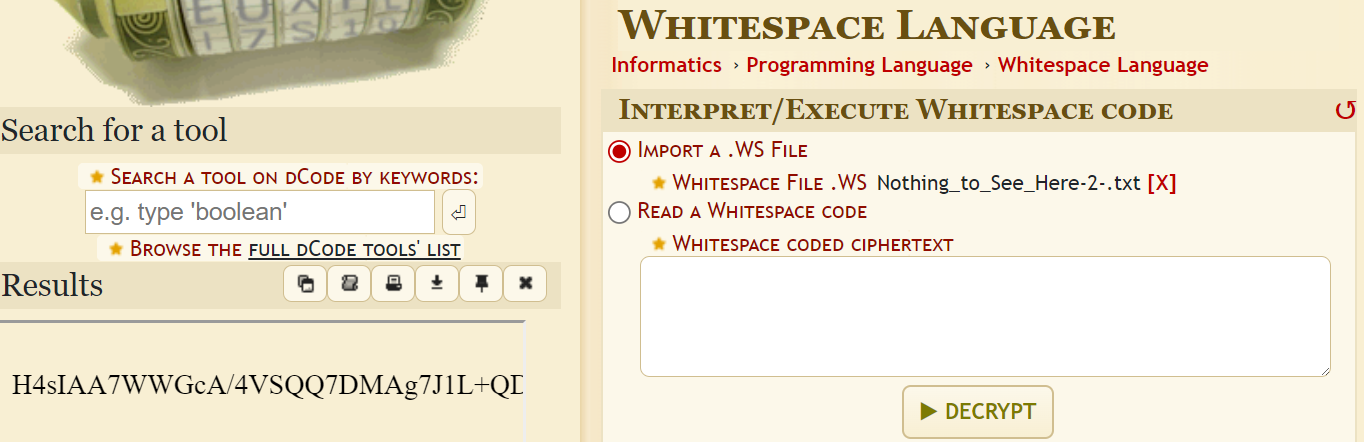 Search for a tool
Search a tool on dCode by keywords:
e.g. type 'boolean'
Browse the full dCode tools' list
Results
H4sIAA7WWGcA/4VSQQ7DMAg7J1L+QD
Whitespace Language
Informatics › Programming Language › Whitespace Language
Interpret/Execute Whitespace code
Import a .WS File
Whitespace File .WS Nothing_to_See_Here-2-.txt [X]
Read a Whitespace code
Whitespace coded ciphertext
▶ DECRYPT